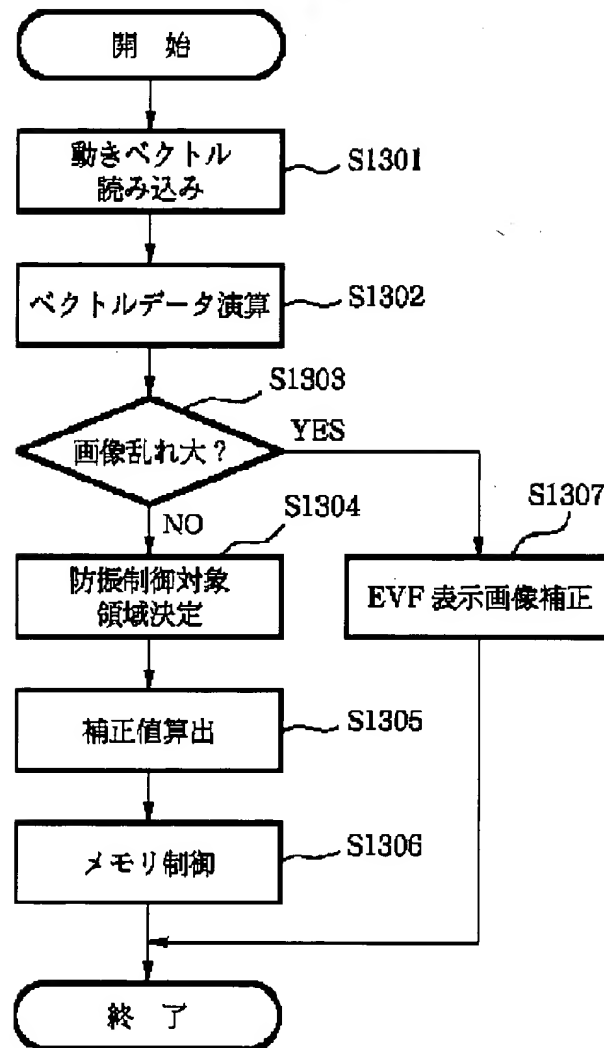 開 始
動きベクトル
読み込み
S1301
ベクトルデータ演算
S1302
S1303
画像乱れ大？
YES
NO
S1304
S1307
防振制御対象
領域決定
EVF 表示画像補正
補正値算出
S1305
メモリ制御
S1306
終 了